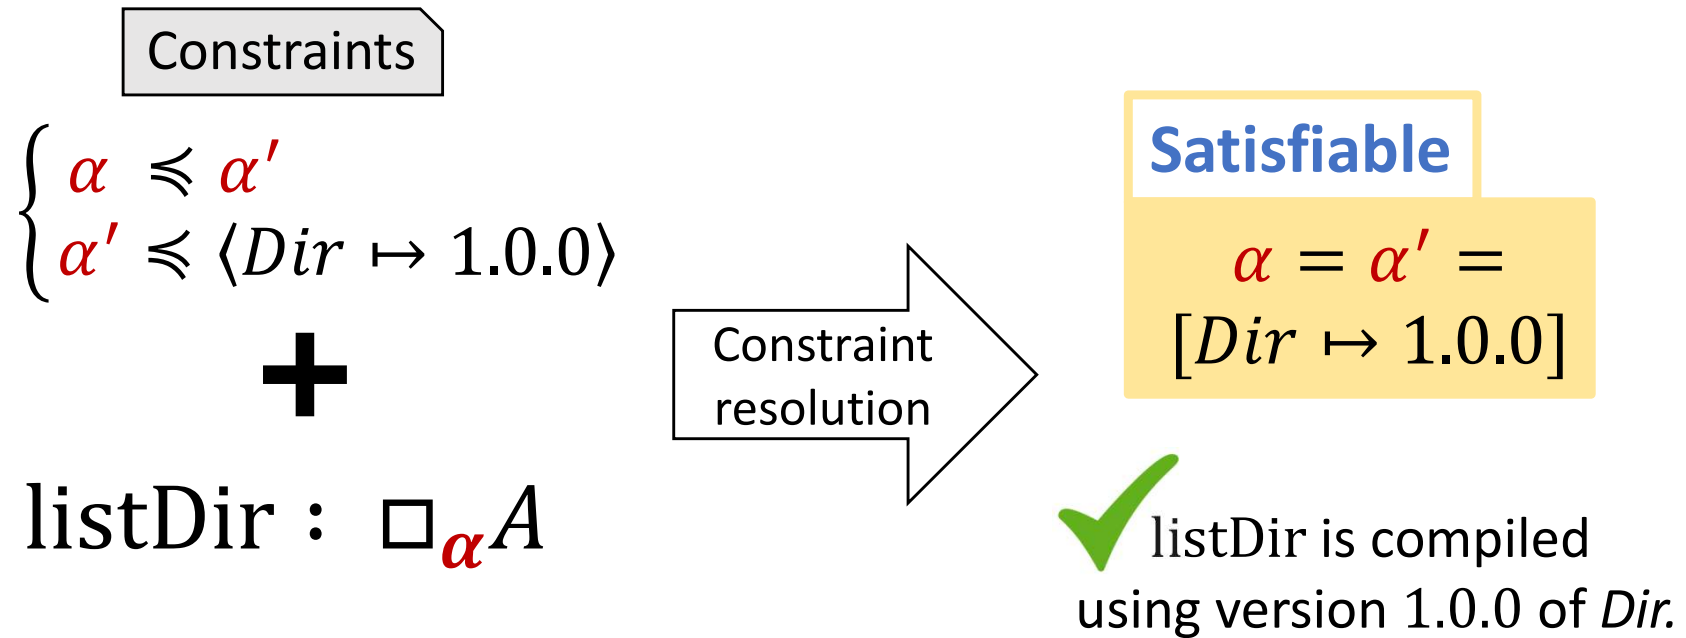 Constraints
α ≼ α′
α′ ≼ ⟨Dir ↦ 1.0.0⟩
+
listDir : □αA
Constraint
resolution
Satisfiable
α = α′ =
[Dir ↦ 1.0.0]
listDir is compiled
using version 1.0.0 of Dir.